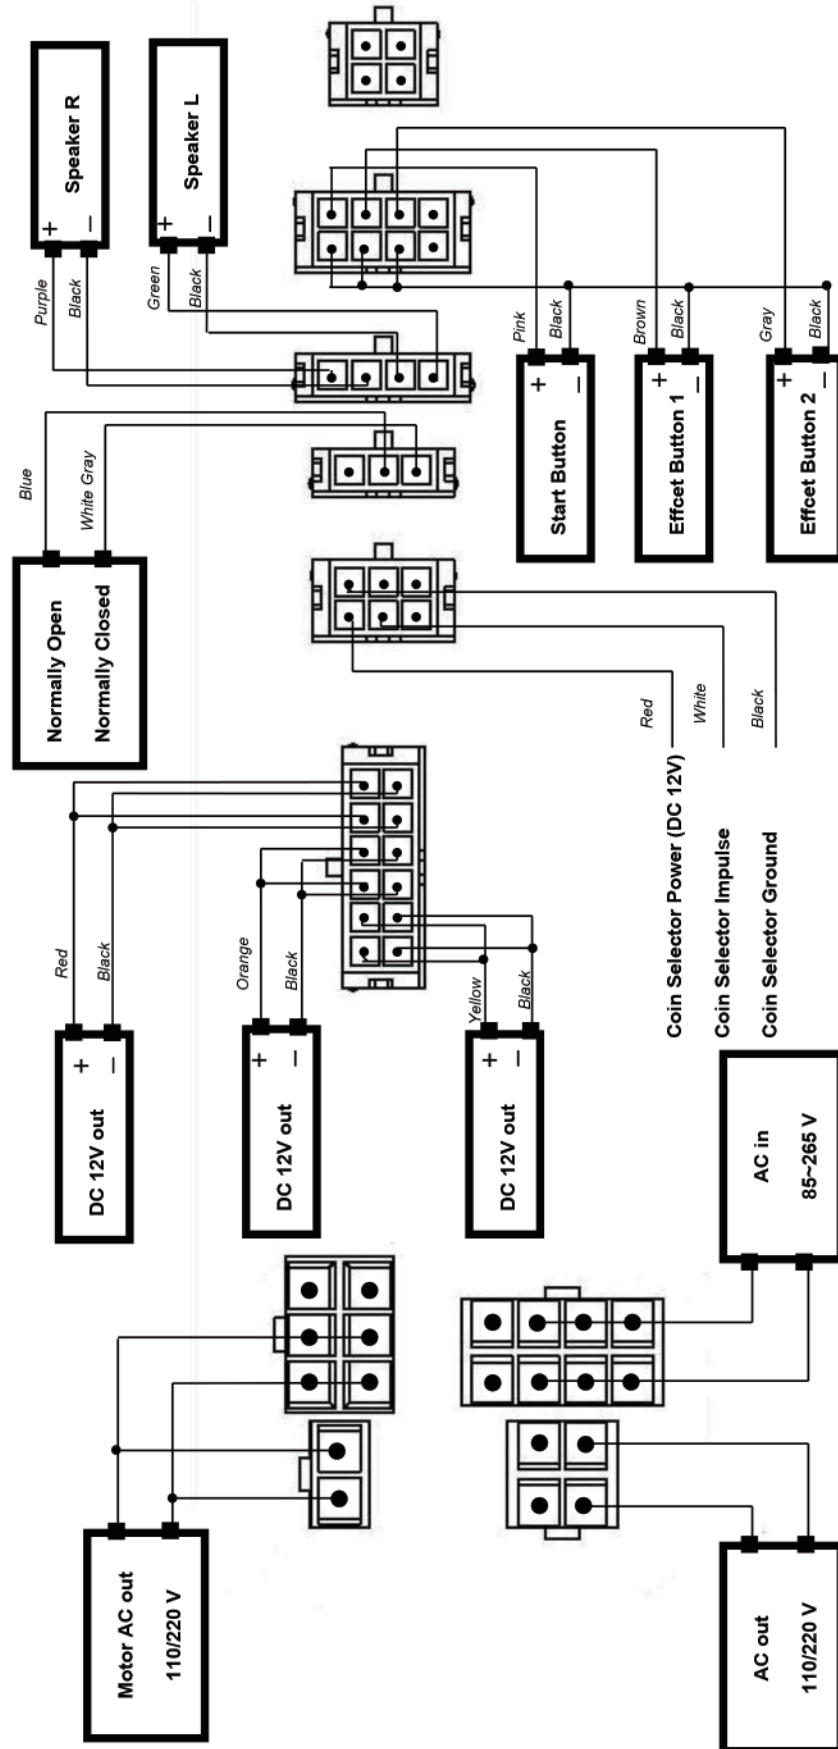 Speaker R
+
−
Purple
Black
Speaker L
+
−
Green
Black
Pink
Black
+
−
Start Button
Brown
Black
+
−
Effcet Button 1
Gray
Black
+
−
Effcet Button 2
Blue
White Gray
Normally Open
Normally Closed
Red
White
Black
Coin Selector Power (DC 12V)
Coin Selector Impulse
Coin Selector Ground
Red
Black
+
−
DC 12V out
Orange
Black
+
−
DC 12V out
Yellow
Black
+
−
DC 12V out
AC in
85~265 V
Motor AC out
110/220 V
AC out
110/220 V